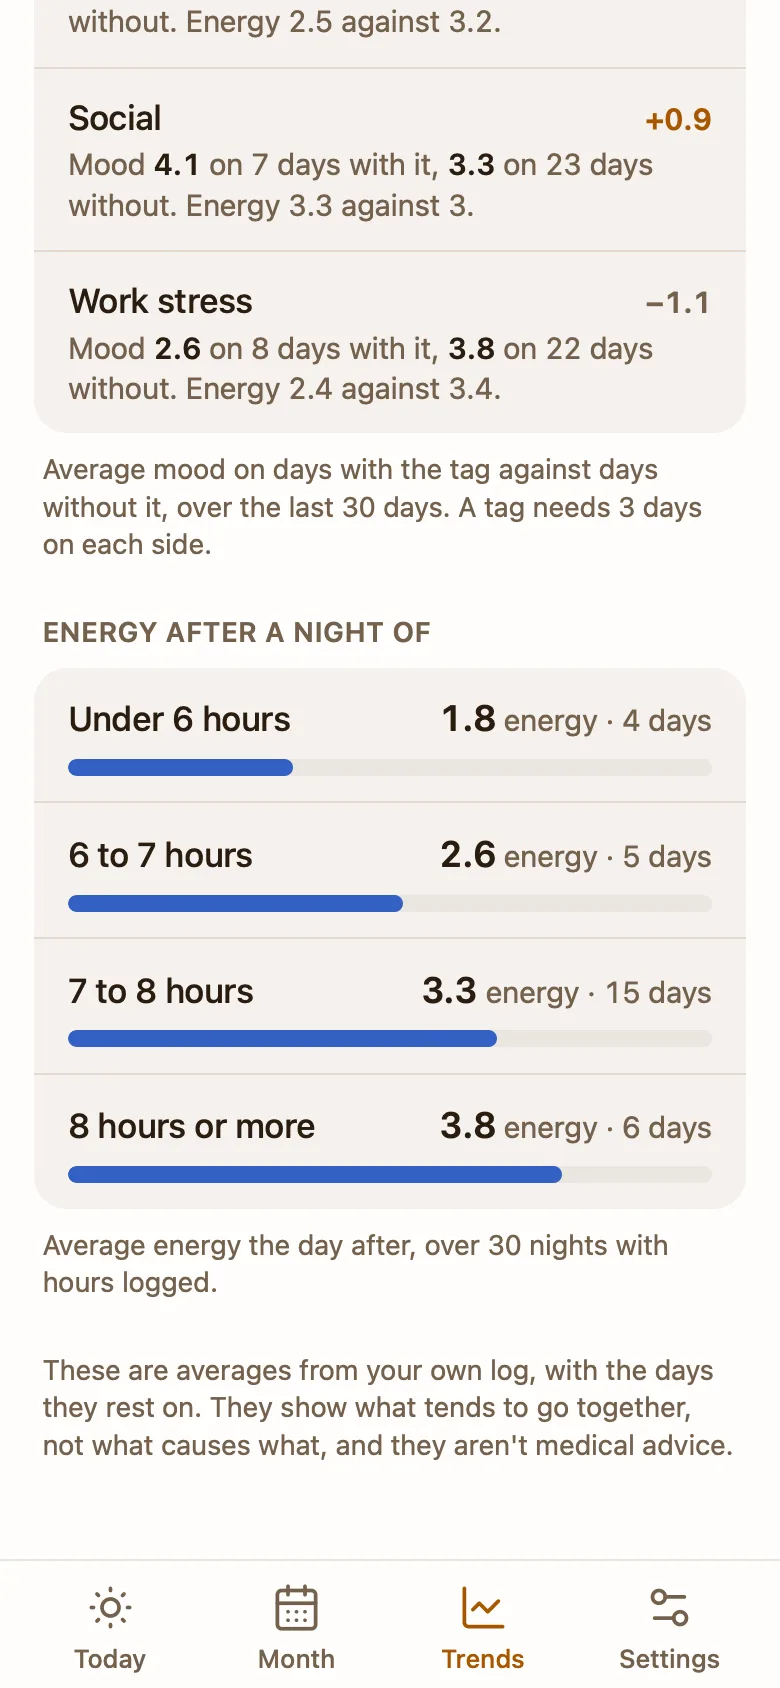 without. Energy 2.5 against 3.2.
Social +0.9
Mood 4.1 on 7 days with it, 3.3 on 23 days
without. Energy 3.3 against 3.
Work stress −1.1
Mood 2.6 on 8 days with it, 3.8 on 22 days
without. Energy 2.4 against 3.4.
Average mood on days with the tag against days
without it, over the last 30 days. A tag needs 3 days
on each side.
ENERGY AFTER A NIGHT OF
Under 6 hours 1.8 energy · 4 days
6 to 7 hours 2.6 energy · 5 days
7 to 8 hours 3.3 energy · 15 days
8 hours or more 3.8 energy · 6 days
Average energy the day after, over 30 nights with
hours logged.
These are averages from your own log, with the days
they rest on. They show what tends to go together,
not what causes what, and they aren't medical advice.
Today Month Trends Settings